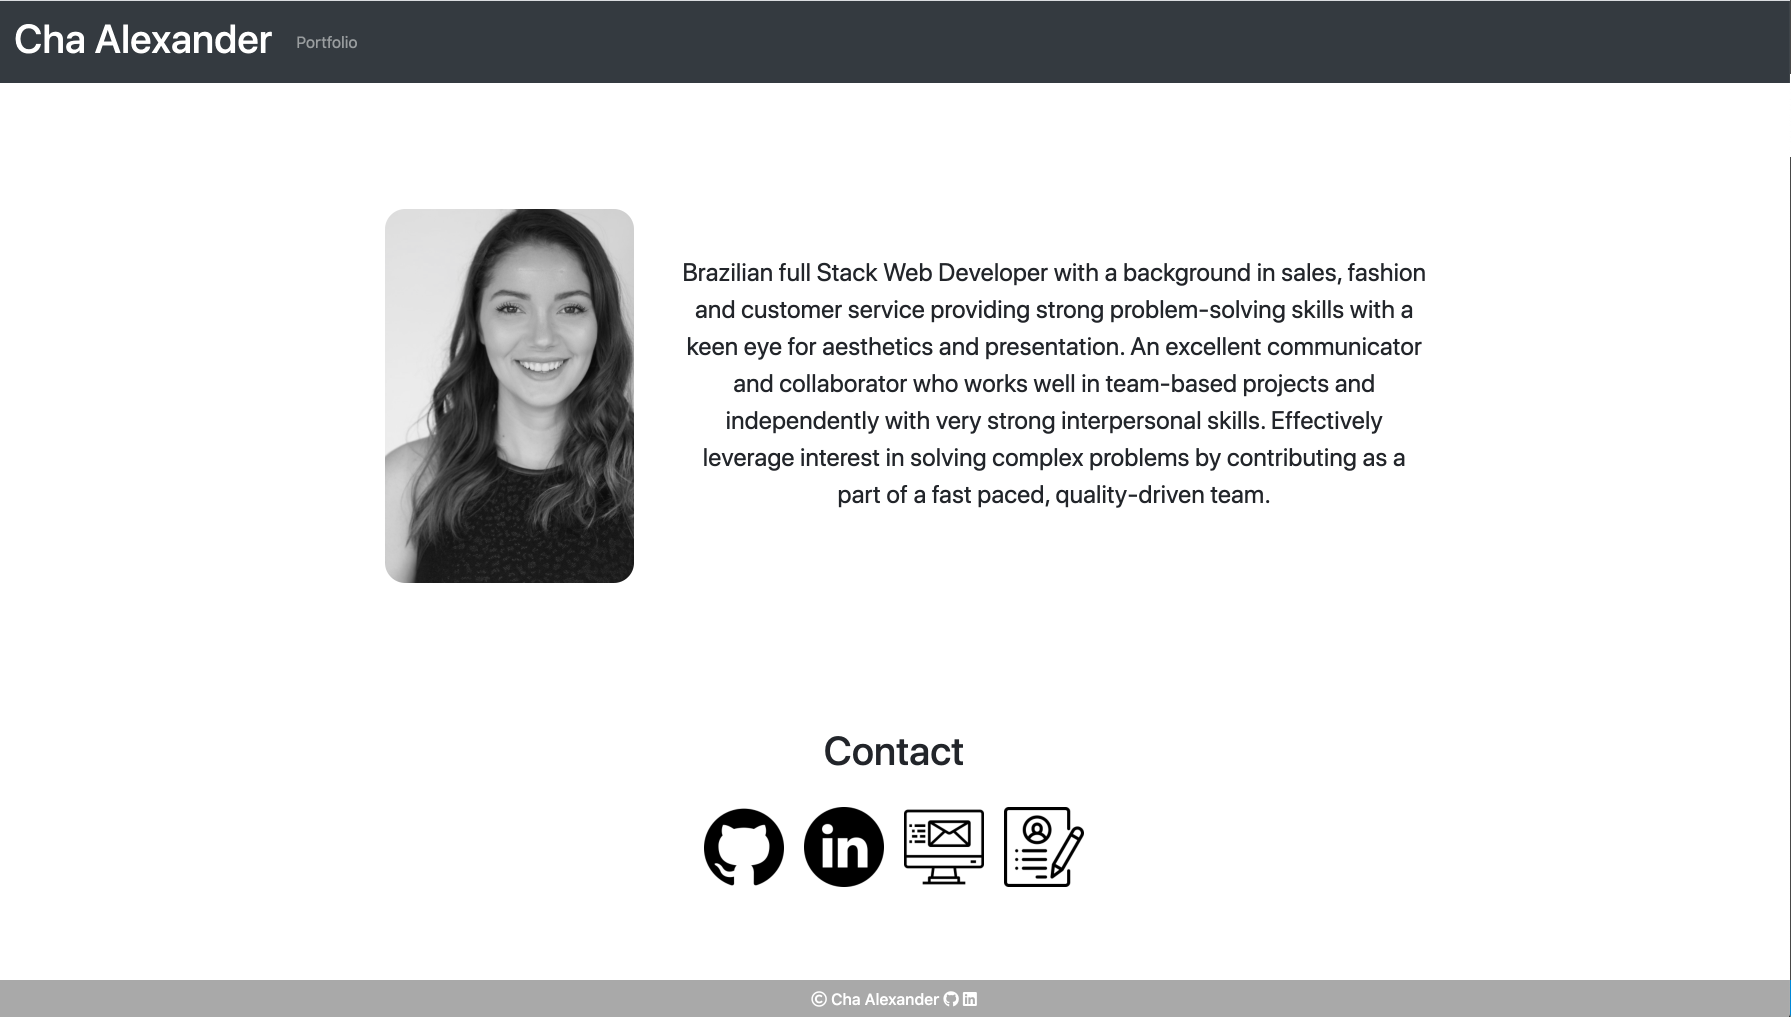 Cha Alexander Portfolio
Brazilian full Stack Web Developer with a background in sales, fashion
and customer service providing strong problem-solving skills with a
keen eye for aesthetics and presentation. An excellent communicator
and collaborator who works well in team-based projects and
independently with very strong interpersonal skills. Effectively
leverage interest in solving complex problems by contributing as a
part of a fast paced, quality-driven team.
Contact
in
© Cha Alexander in